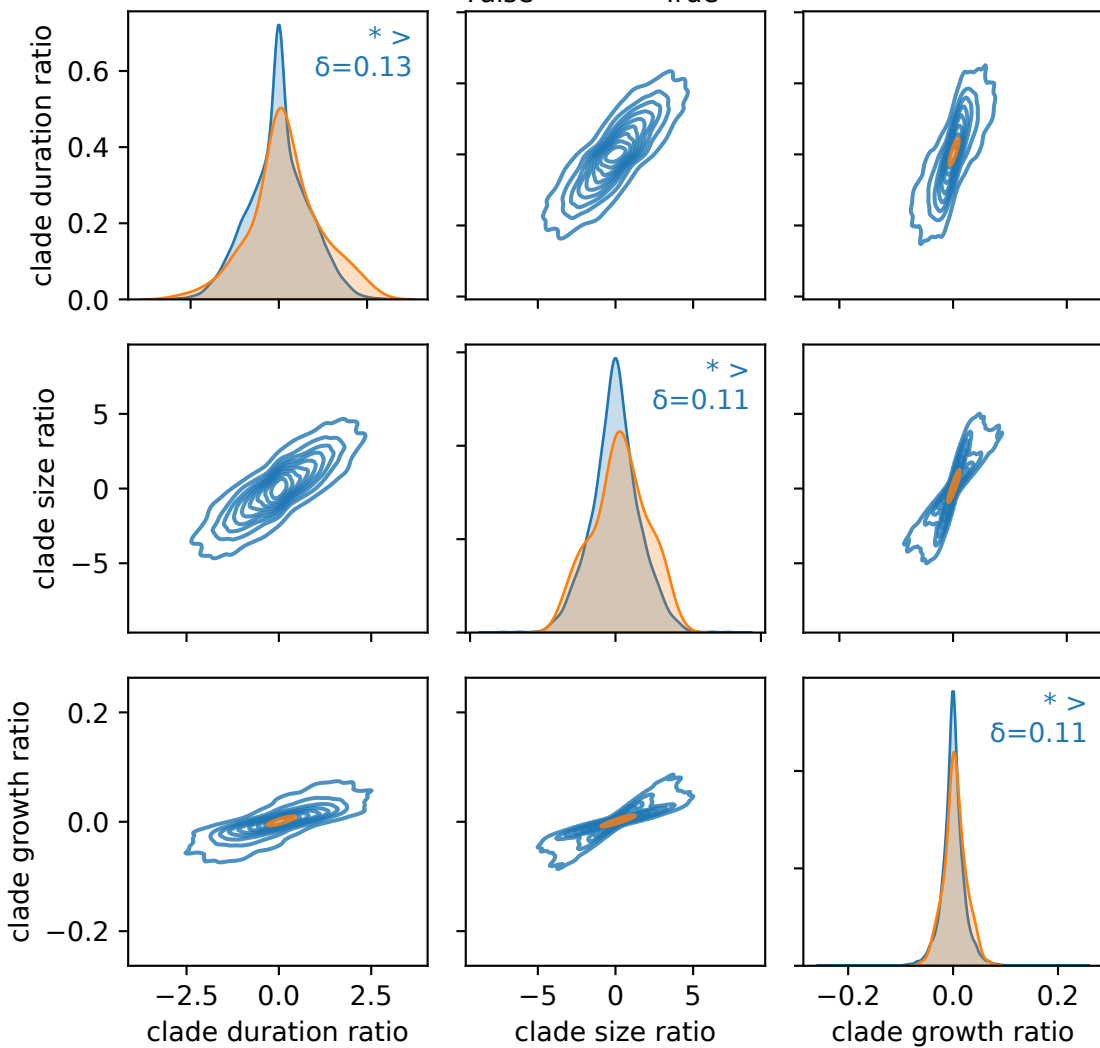 0.6
0.4
0.2
0.0
clade duration ratio
* >
δ=0.13
5
0
−5
clade size ratio
* >
δ=0.11
0.2
0.0
−0.2
clade growth ratio
* >
δ=0.11
−2.5 0.0 2.5
−5 0 5
−0.2 0.0 0.2
clade duration ratio
clade size ratio
clade growth ratio